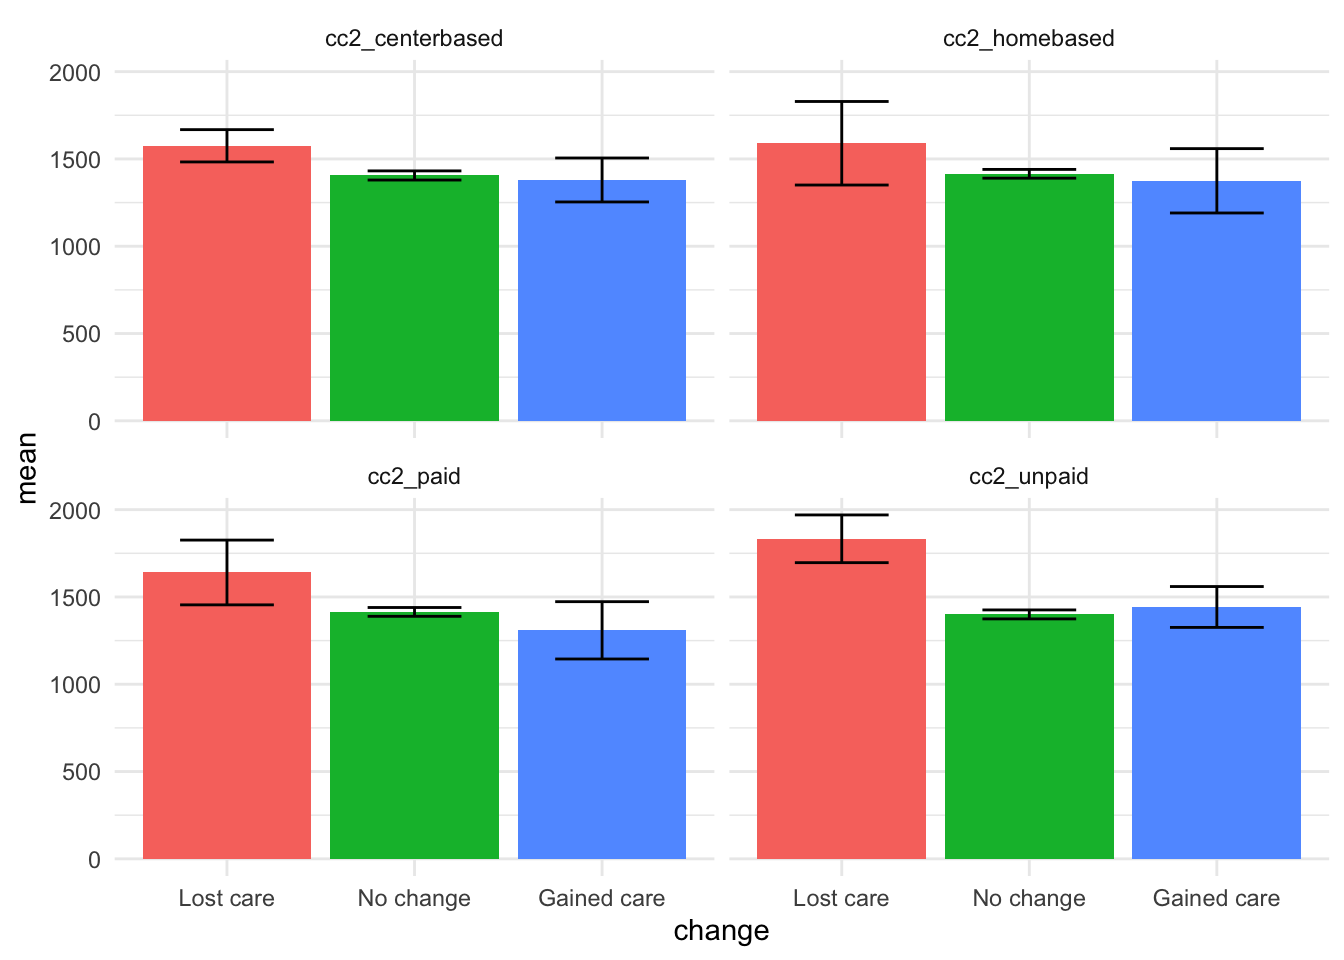 cc2_centerbased
cc2_homebased
2000
1500
1000
500
0
cc2_paid
cc2_unpaid
2000
1500
1000
500
0
mean
Lost care
No change
Gained care
Lost care
No change
Gained care
change